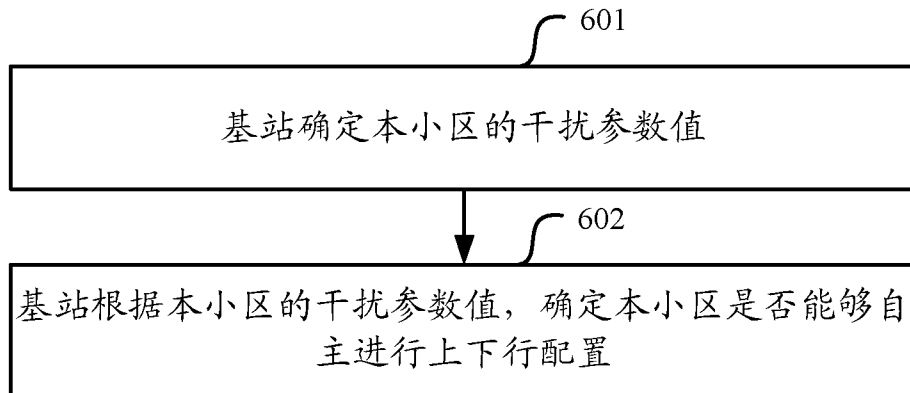 601
基站确定本小区的干扰参数值
602
基站根据本小区的干扰参数值，确定本小区是否能够自
主进行上下行配置